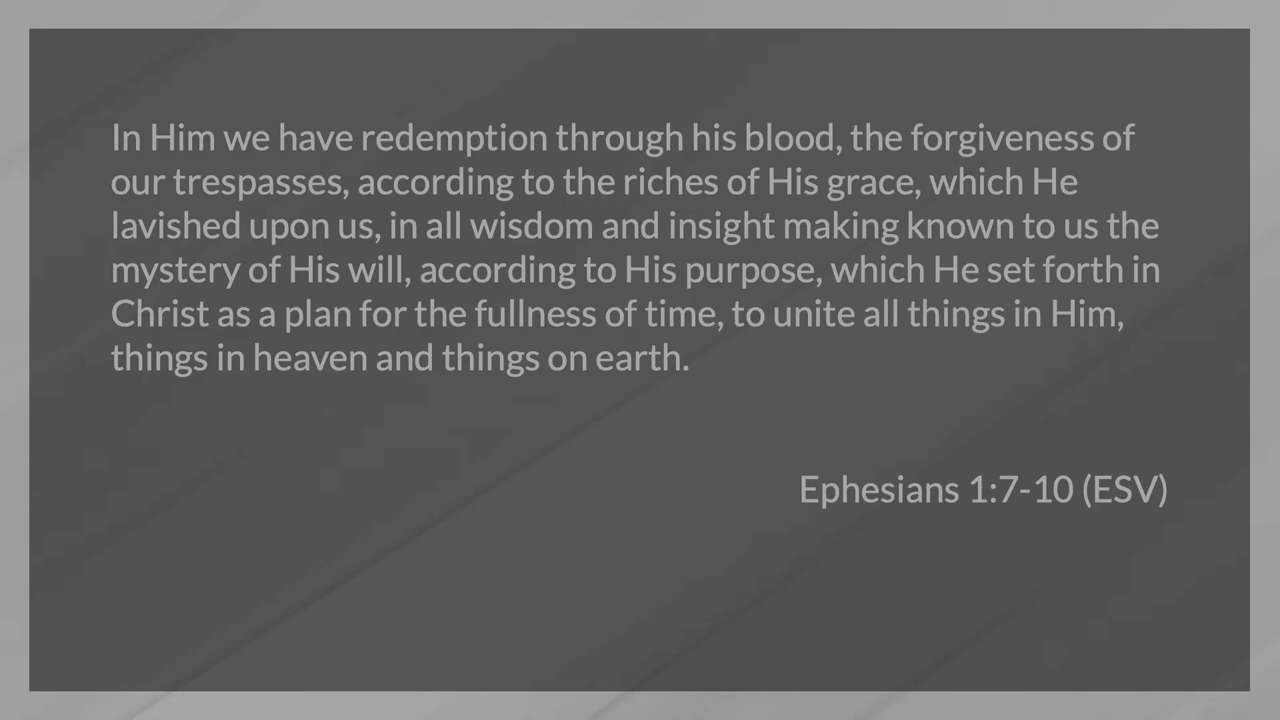 In Him we have redemption through his blood, the forgiveness of
our trespasses, according to the riches of His grace, which He
lavished upon us, in all wisdom and insight making known to us the
mystery of His will, according to His purpose, which He set forth in
Christ as a plan for the fullness of time, to unite all things in Him,
things in heaven and things on earth.
Ephesians 1:7-10 (ESV)